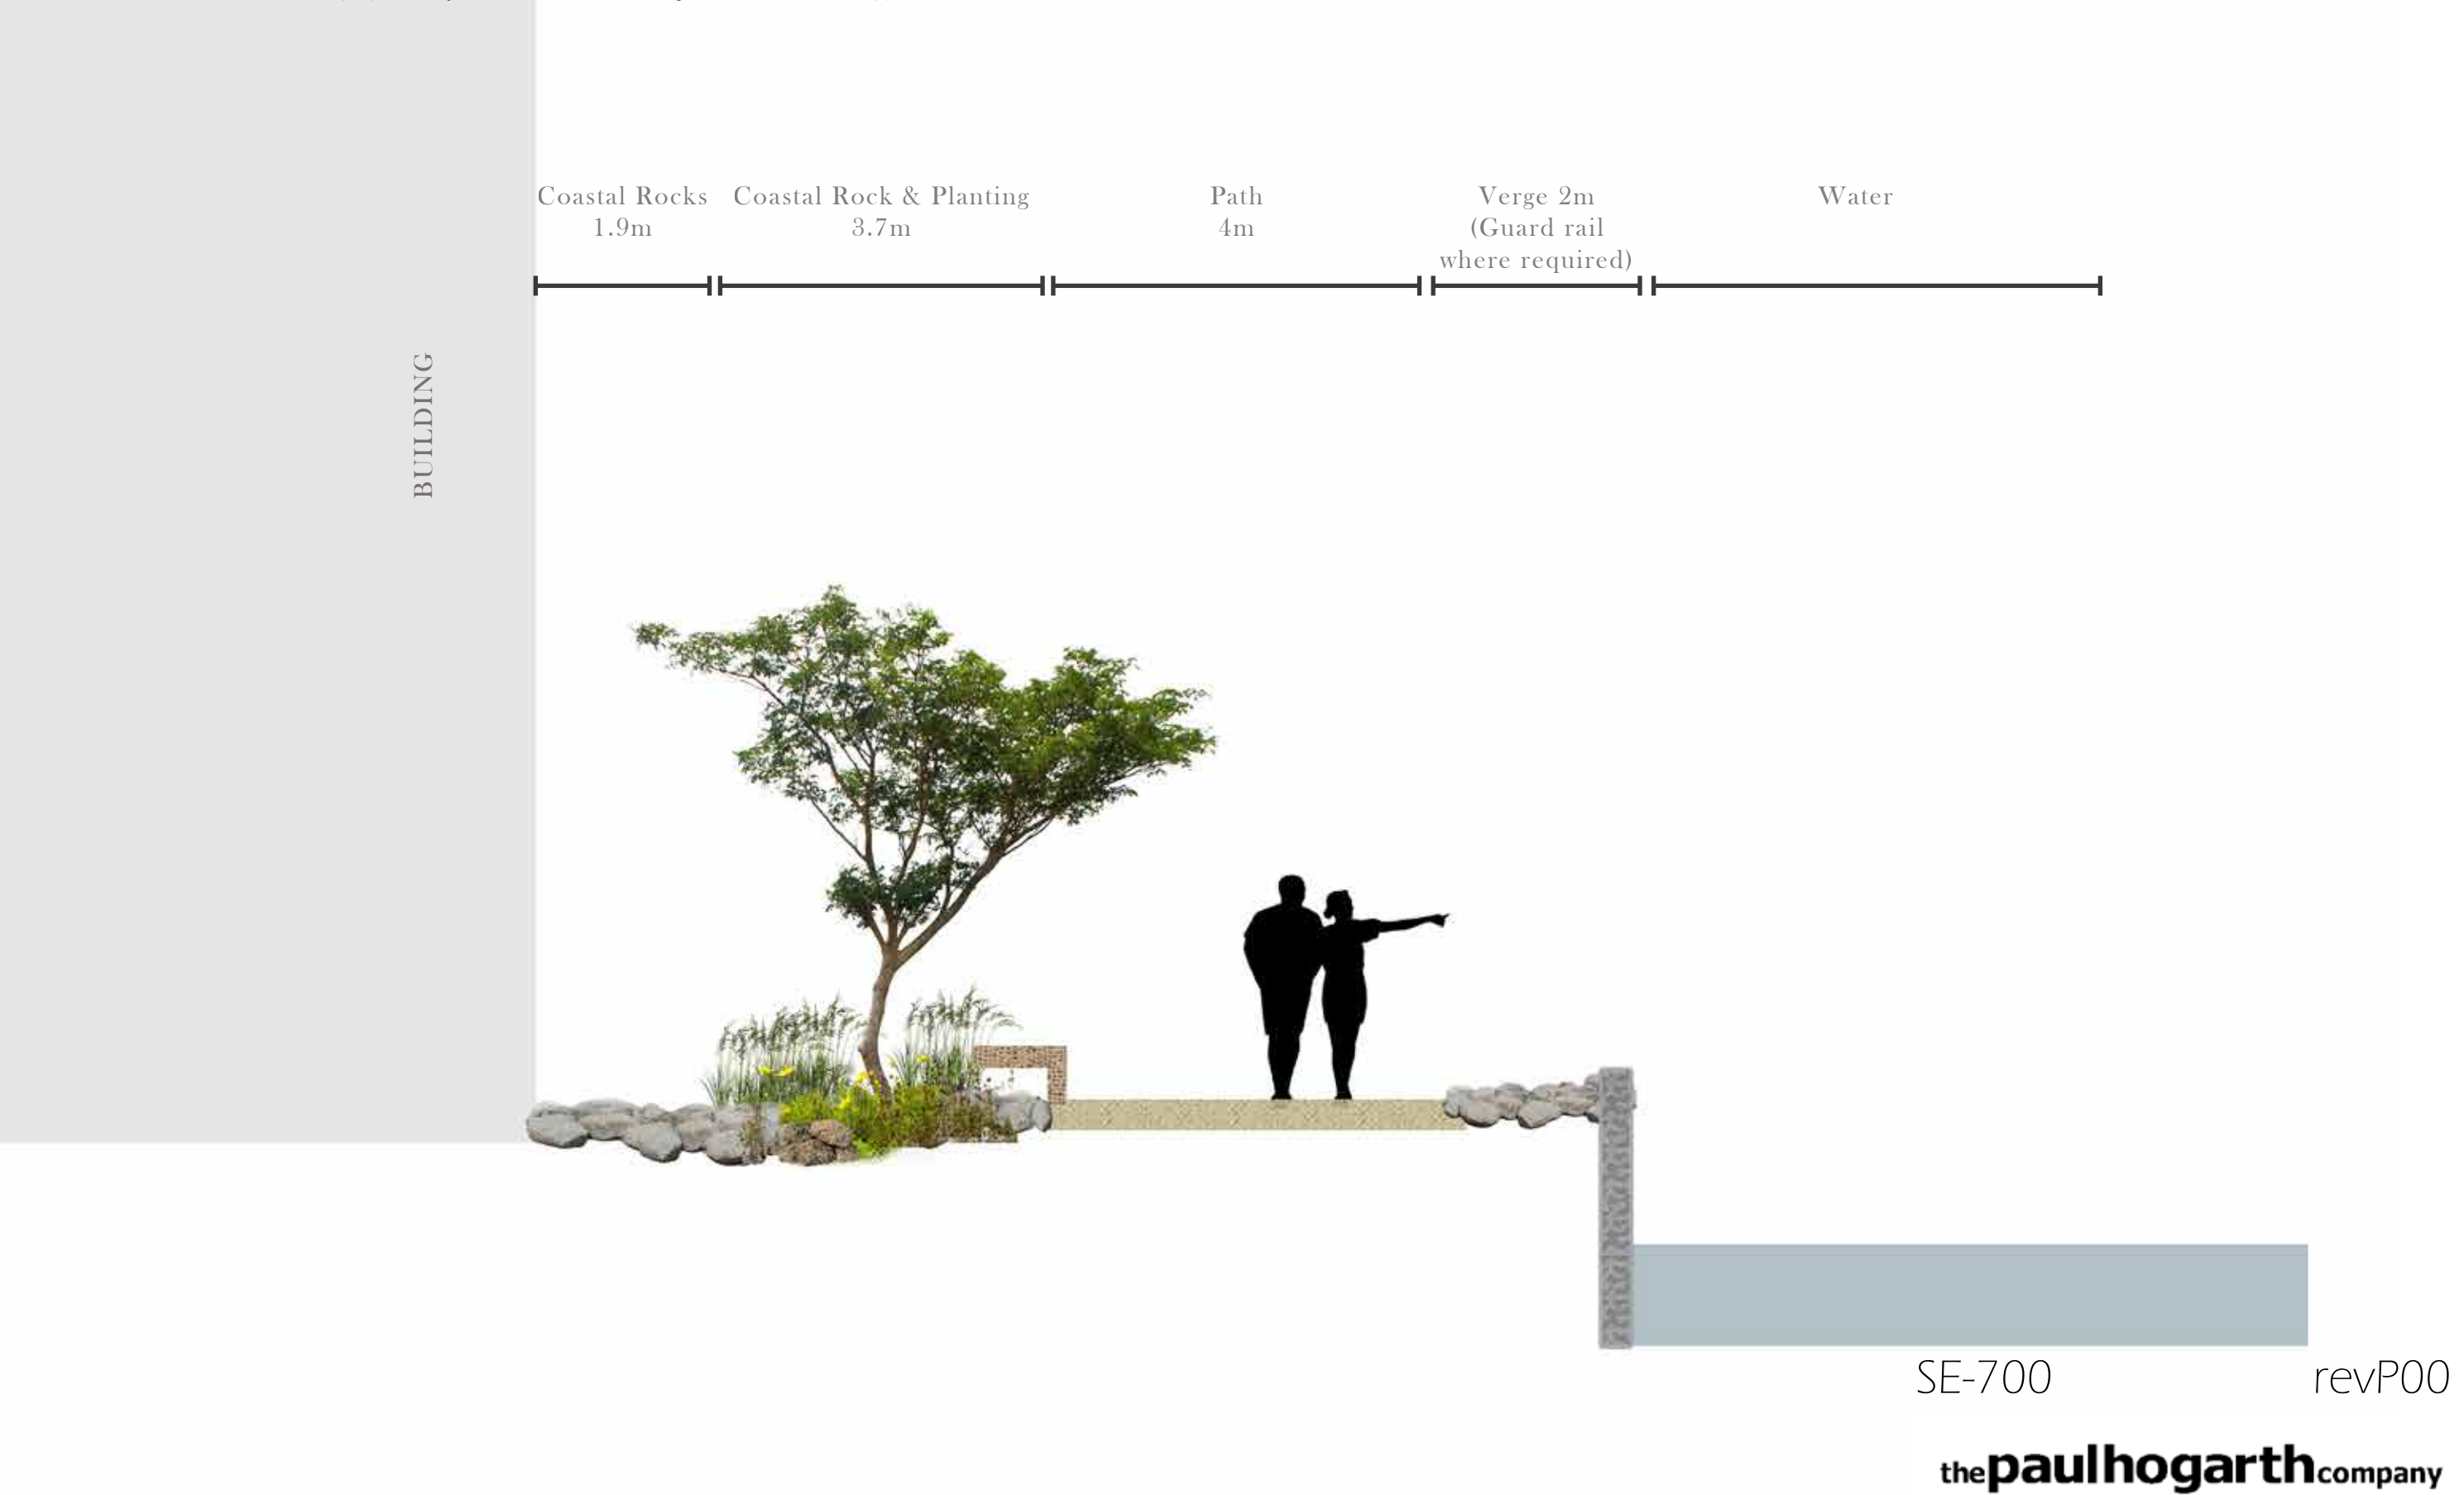 Coastal Rocks
1.9m
Coastal Rock & Planting
3.7m
Path
4m
Verge 2m
(Guard rail
where required)
Water
BUILDING
SE-700
revP00
thepaulhogarthcompany